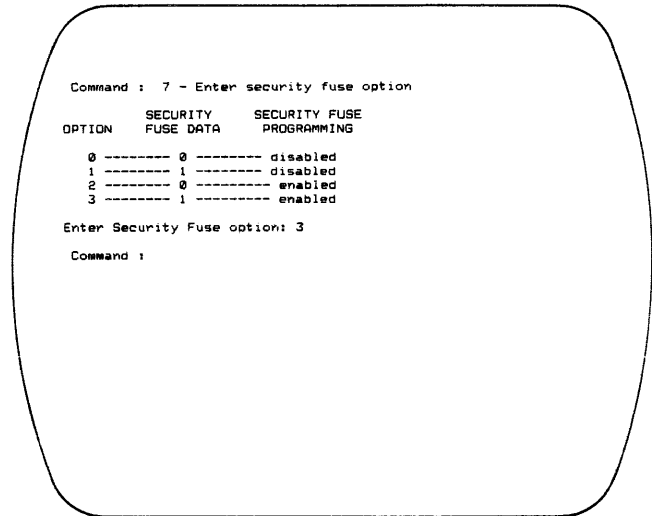 Command : 7 - Enter security fuse option
SECURITY SECURITY FUSE
OPTION FUSE DATA PROGRAMMING
0 -------- 0 -------- disabled
1 -------- 1 -------- disabled
2 -------- 0 --------- enabled
3 -------- 1 --------- enabled
Enter Security Fuse option: 3
Command :